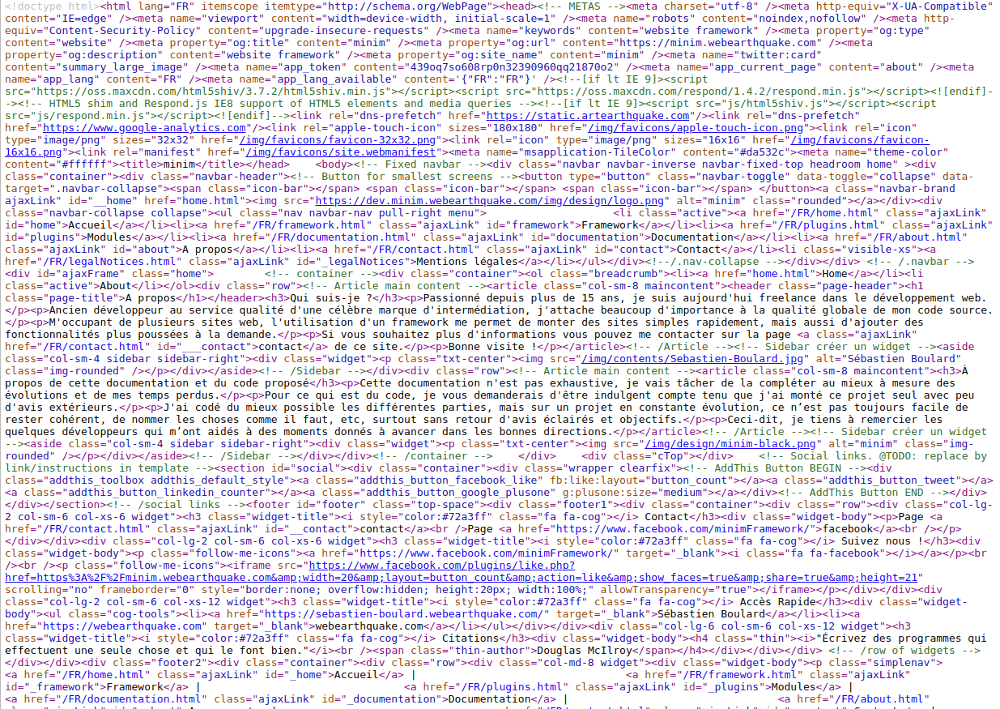 <!doctype html><html lang="FR" itemscope itemtype="http://schema.org/WebPage"><head><!-- METAS --><meta charset="utf-8" /><meta http-equiv="X-UA-Compatible"
content="IE=edge" /><meta name="viewport" content="width=device-width, initial-scale=1" /><meta name="robots" content="noindex,nofollow" /><meta http-
equiv="Content-Security-Policy" content="upgrade-insecure-requests" /><meta name="keywords" content="website framework" /><meta property="og:type"
content="website" /><meta property="og:title" content="minim" /><meta property="og:url" content="https://minim.webearthquake.com" /><meta
property="og:description" content="website framework" /><meta property="og:site_name" content="minim" /><meta name="twitter:card"
content="summary_large_image" /><meta name="app_token" content="439oq7so608rp0n32390960qq21870o2" /><meta name="app_current_page" content="about" /><meta
name="app_lang" content="FR" /><meta name="app_lang_available" content='{"FR":"FR"}' /><!--[if lt IE 9]><script
src="https://oss.maxcdn.com/html5shiv/3.7.2/html5shiv.min.js"></script><script src="https://oss.maxcdn.com/respond/1.4.2/respond.min.js"></script><![endif]-
-><!-- HTML5 shim and Respond.js IE8 support of HTML5 elements and media queries --><!--[if lt IE 9]><script src="js/html5shiv.js"></script><script
src="js/respond.min.js"></script><![endif]--><link rel="dns-prefetch" href="https://static.artearthquake.com"/><link rel="dns-prefetch"
href="https://www.google-analytics.com"/><link rel="apple-touch-icon" sizes="180x180" href="/img/favicons/apple-touch-icon.png"><link rel="icon"
type="image/png" sizes="32x32" href="/img/favicons/favicon-32x32.png"><link rel="icon" type="image/png" sizes="16x16" href="/img/favicons/favicon-
16x16.png"><link rel="manifest" href="/img/favicons/site.webmanifest"><meta name="msapplication-TileColor" content="#da532c"><meta name="theme-color"
content="#ffffff"><title>minim</title></head>    <body><!-- Fixed navbar --><div class="navbar navbar-inverse navbar-fixed-top headroom home" ><div
class="container"><div class="navbar-header"><!-- Button for smallest screens --><button type="button" class="navbar-toggle" data-toggle="collapse" data-
target=".navbar-collapse"><span class="icon-bar"></span> <span class="icon-bar"></span> <span class="icon-bar"></span> </button><a class="navbar-brand
ajaxLink" id="__home" href="home.html"><img src="https://dev.minim.webearthquake.com/img/design/logo.png" alt="minim" class="rounded"></a></div><div
class="navbar-collapse collapse"><ul class="nav navbar-nav pull-right menu">                    <li class="active"><a href="/FR/home.html" class="ajaxLink"
id="home">Accueil</a></li><li><a href="/FR/framework.html" class="ajaxLink" id="framework">Framework</a></li><li><a href="/FR/plugins.html" class="ajaxLink"
id="plugins">Modules</a></li><li><a href="/FR/documentation.html" class="ajaxLink" id="documentation">Documentation</a></li><li><a href="/FR/about.html"
class="ajaxLink" id="about">A propos</a></li><li><a href="/FR/contact.html" class="ajaxLink" id="contact">Contact</a></li><li class="visible-xs"><a
href="/FR/legalNotices.html" class="ajaxLink" id="_legalNotices">Mentions légales</a></li></ul></div><!--/.nav-collapse --></div></div> <!-- /.navbar -->
<div id="ajaxFrame" class="home">        <!-- container --><div class="container"><ol class="breadcrumb"><li><a href="home.html">Home</a></li><li
class="active">About</li></ol><div class="row"><!-- Article main content --><article class="col-sm-8 maincontent"><header class="page-header"><h1
class="page-title">A propos</h1></header><h3>Qui suis-je ?</h3><p>Passionné depuis plus de 15 ans, je suis aujourd'hui freelance dans le développement web.
</p><p>Ancien développeur au service qualité d'une célèbre marque d'intermédiation, j'attache beaucoup d'importance à la qualité globale de mon code source.
</p><p>M'occupant de plusieurs sites web, l'utilisation d'un framework me permet de monter des sites simples rapidement, mais aussi d'ajouter des
fonctionnalités plus poussées à la demande.</p><p>Si vous souhaitez plus d'informations vous pouvez me contacter sur la page <a class="ajaxLink"
href="/FR/contact.html" id="___contact">contact</a> de ce site.</p><p>Bonne visite !</p></article><!-- /Article --><!-- Sidebar créer un widget --><aside
class="col-sm-4 sidebar sidebar-right"><div class="widget"><p class="txt-center"><img src="/img/contents/Sebastien-Boulard.jpg" alt="Sébastien Boulard"
class="img-rounded" /></p></div></aside><!-- /Sidebar --></div><div class="row"><!-- Article main content --><article class="col-sm-8 maincontent"><h3>À
propos de cette documentation et du code proposé</h3><p>Cette documentation n'est pas exhaustive, je vais tâcher de la compléter au mieux à mesure des
évolutions et de mes temps perdus.</p><p>Pour ce qui est du code, je vous demanderais d'être indulgent compte tenu que j'ai monté ce projet seul avec peu
d'avis extérieurs.</p><p>J'ai codé du mieux possible les différentes parties, mais sur un projet en constante évolution, ce n’est pas toujours facile de
rester cohérent, de nommer les choses comme il faut, etc, surtout sans retour d'avis éclairés et objectifs.</p><p>Ceci-dit, je tiens à remercier les
quelques développeurs qui m’ont aidés à des moments donnés à avancer dans les bonnes directions.</p></article><!-- /Article --><!-- Sidebar créer un widget
--><aside class="col-sm-4 sidebar sidebar-right"><div class="widget"><p class="txt-center"><img src="/img/design/minim-black.png" alt="minim" class="img-
rounded" /></p></div></aside><!-- /Sidebar --></div></div><!-- /container -->    </div>    <div class="cTop"></div>    <!-- Social links. @TODO: replace by
link/instructions in template --><section id="social"><div class="container"><div class="wrapper clearfix"><!-- AddThis Button BEGIN --><div
class="addthis_toolbox addthis_default_style"><a class="addthis_button_facebook_like" fb:like:layout="button_count"></a><a class="addthis_button_tweet"></a>
<a class="addthis_button_linkedin_counter"></a><a class="addthis_button_google_plusone" g:plusone:size="medium"></a></div><!-- AddThis Button END --></div>
</div></section><!-- /social links --><footer id="footer" class="top-space"><div class="footer1"><div class="container"><div class="row"><div class="col-lg-
2 col-sm-6 col-xs-6 widget"><h3 class="widget-title"><i style="color:#72a3ff" class="fa fa-cog"></i> Contact</h3><div class="widget-body"><p>Page <a
href="/FR/contact.html" class="ajaxLink" id="__contact">contact</a><br />Page <a href="https://www.facebook.com/minimFramework/">facebook</a><br /></p>
</div></div><div class="col-lg-2 col-sm-6 col-xs-6 widget"><h3 class="widget-title"><i style="color:#72a3ff" class="fa fa-cog"></i> Suivez nous !</h3><div
class="widget-body"><p class="follow-me-icons"><a href="https://www.facebook.com/minimFramework/" target="_blank"><i class="fa fa-facebook"></i></a></p><br
/><br /><p class="follow-me-icons"><iframe src="https://www.facebook.com/plugins/like.php?
href=https%3A%2F%2Fminim.webearthquake.com&amp;width=20&amp;layout=button_count&amp;action=like&amp;show_faces=true&amp;share=true&amp;height=21"
scrolling="no" frameborder="0" style="border:none; overflow:hidden; height:20px; width:100%;" allowTransparency="true"></iframe></p></div></div><div
class="col-lg-2 col-sm-6 col-xs-12 widget"><h3 class="widget-title"><i style="color:#72a3ff" class="fa fa-cog"></i> Accès Rapide</h3><div class="widget-
body"><ul class="cog-tools"><li><a href="https://sebastien-boulard.webearthquake.com/" target="_blank">Sébastien Boulard</a></li><li><a
href="https://webearthquake.com" target="_blank">webearthquake.com</a></li></ul></div></div><div class="col-lg-6 col-sm-6 col-xs-12 widget"><h3
class="widget-title"><i style="color:#72a3ff" class="fa fa-cog"></i> Citations</h3><div class="widget-body"><h4 class="thin"><i>"Écrivez des programmes qui
effectuent une seule chose et qui le font bien."</i><br /><span class="thin-author">Douglas McIlroy</span></h4></div></div> <!-- /row of widgets -->
</div></div></div><div class="footer2"><div class="container"><div class="row"><div class="col-md-8 widget"><div class="widget-body"><p class="simplenav">
<a href="/FR/home.html" class="ajaxLink" id="_home">Accueil</a> |                              <a href="/FR/framework.html" class="ajaxLink"
id="_framework">Framework</a> |                              <a href="/FR/plugins.html" class="ajaxLink" id="_plugins">Modules</a> |
<a href="/FR/documentation.html" class="ajaxLink" id="_documentation">Documentation</a> |                              <a href="/FR/about.html"